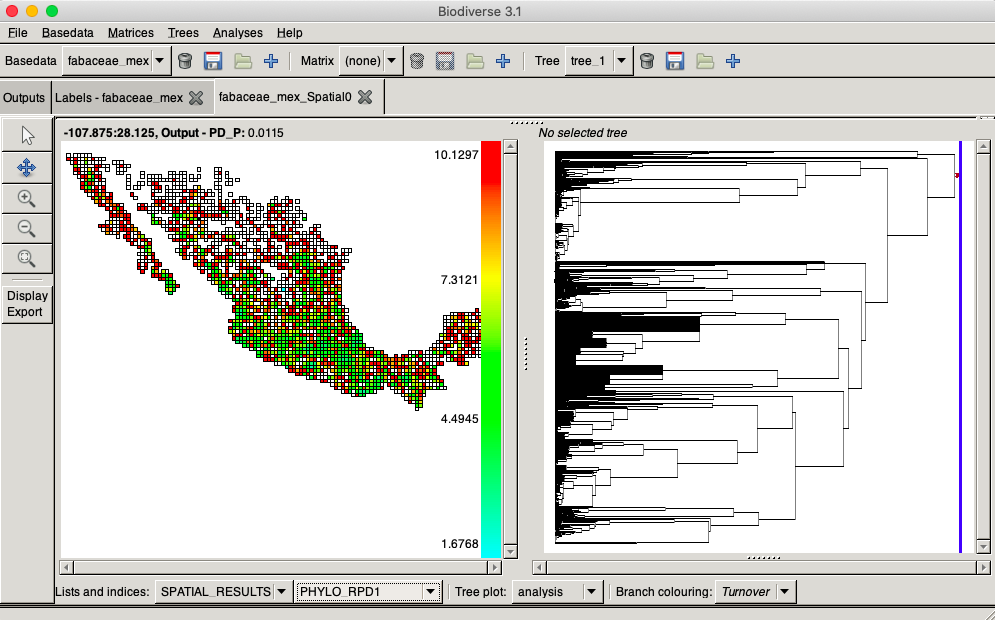 Biodiverse 3.1
File Basedata Matrices Trees Analyses Help
Basedata fabaceae_mex Matrix (none) Tree tree_1
Outputs Labels - fabaceae_mex fabaceae_mex_Spatial0
-107.875:28.125, Output - PD_P: 0.0115 No selected tree
10.1297
7.3121
4.4945
1.6768
Display
Export
Lists and indices: SPATIAL_RESULTS PHYLO_RPD1 Tree plot: analysis Branch colouring: Turnover